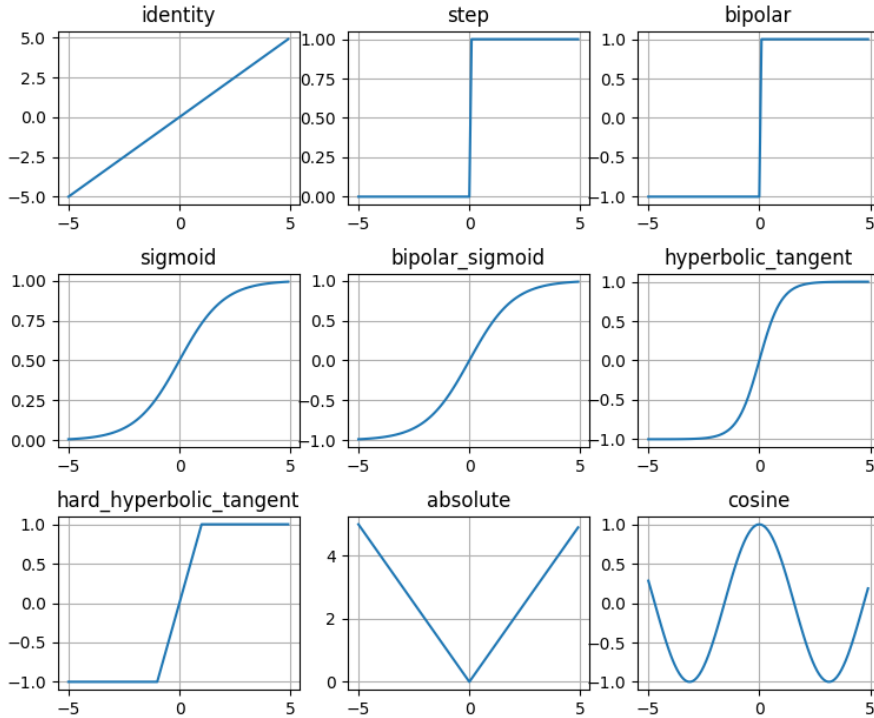 identity step bipolar
5.0 1.00 1.0
2.5 0.75 0.5
0.0 0.50 0.0
−2.5 0.25 −0.5
−5.0 0.00 −1.0
−5 0 5 −5 0 5 −5 0 5
sigmoid bipolar_sigmoid hyperbolic_tangent
1.00 1.0 1.0
0.75 0.5 0.5
0.50 0.0 0.0
0.25 −0.5 −0.5
0.00 −1.0 −1.0
−5 0 5 −5 0 5 −5 0 5
hard_hyperbolic_tangent absolute cosine
1.0 4 1.0
0.5 0.5
0.0 2 0.0
−0.5 −0.5
−1.0 0 −1.0
−5 0 5 −5 0 5 −5 0 5